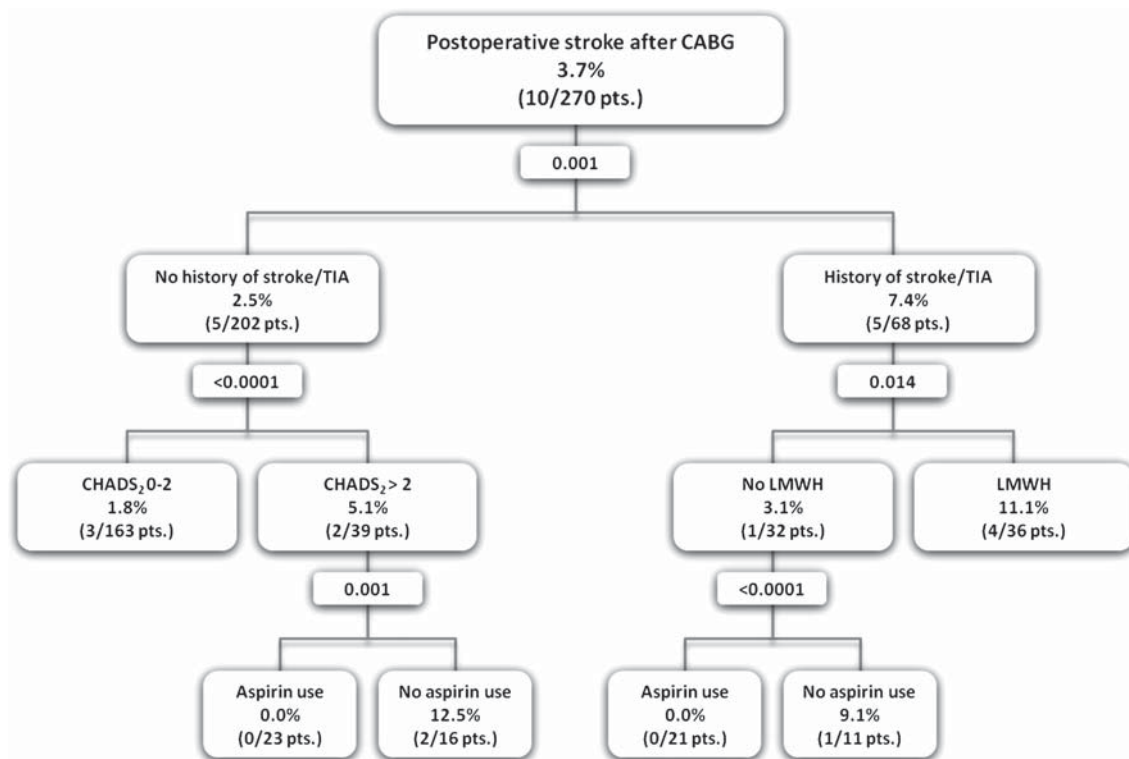 Postoperative stroke after CABG
3.7%
(10/270 pts.)
0.001
No history of stroke/TIA
2.5%
(5/202 pts.)
History of stroke/TIA
7.4%
(5/68 pts.)
<0.0001
0.014
CHADS₂ 0-2
1.8%
(3/163 pts.)
CHADS₂ > 2
5.1%
(2/39 pts.)
No LMWH
3.1%
(1/32 pts.)
LMWH
11.1%
(4/36 pts.)
0.001
<0.0001
Aspirin use
0.0%
(0/23 pts.)
No aspirin use
12.5%
(2/16 pts.)
Aspirin use
0.0%
(0/21 pts.)
No aspirin use
9.1%
(1/11 pts.)